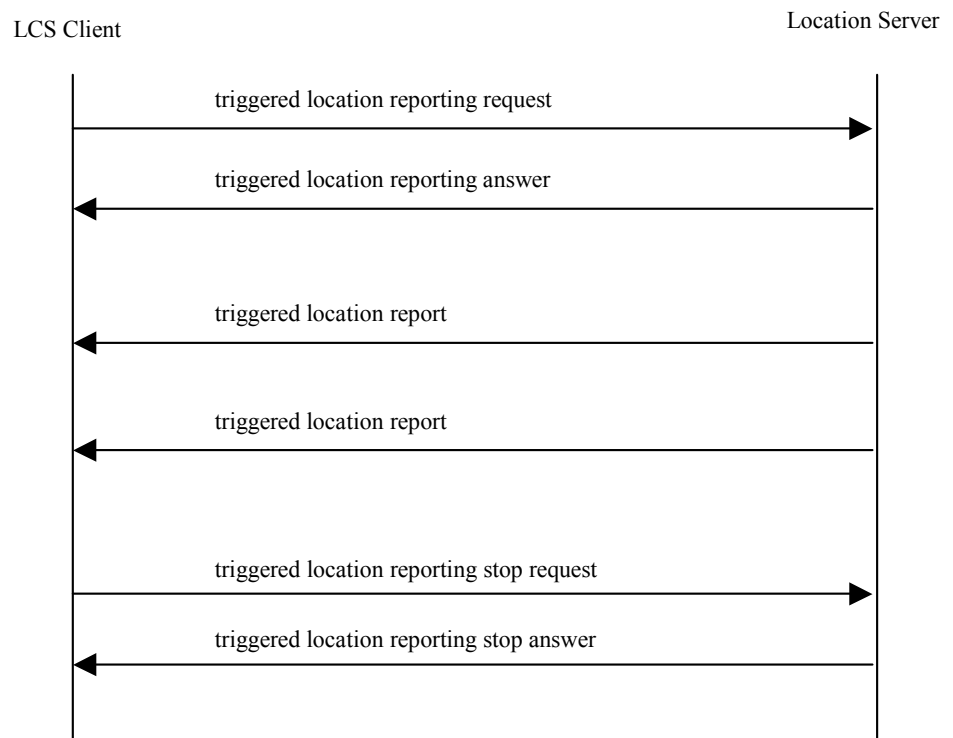 LCS Client
Location Server
triggered location reporting request
triggered location reporting answer
triggered location report
triggered location report
triggered location reporting stop request
triggered location reporting stop answer